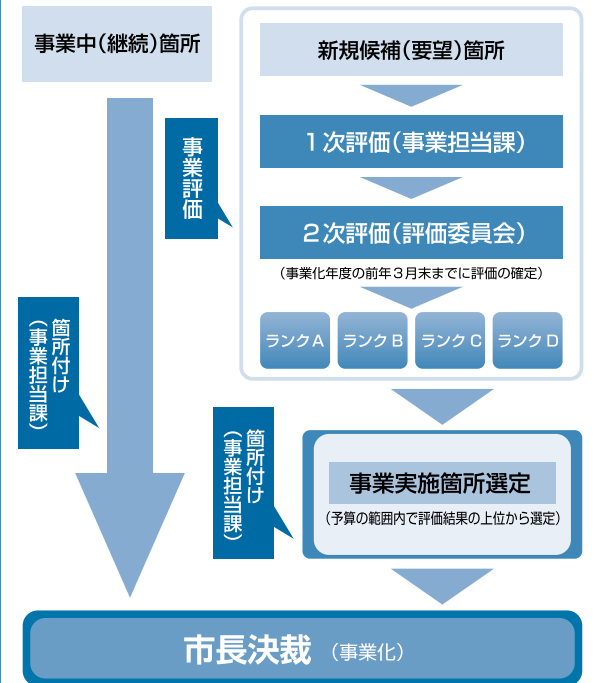 事業中（継続）箇所
新規候補（要望）箇所
１次評価（事業担当課）
事業評価
２次評価（評価委員会）
（事業化年度の前年３月末までに評価の確定）
ランクA
ランクB
ランクC
ランクD
箇所付け
（事業担当課）
箇所付け
（事業担当課）
事業実施箇所選定
（予算の範囲内で評価結果の上位から選定）
市長決裁（事業化）